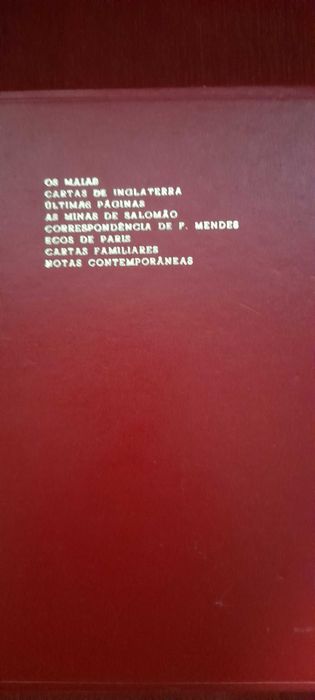 OS MAIAS
CARTAS DE INGLATERRA
ÚLTIMAS PÁGINAS
AS MINAS DE SALOMÃO
CORRESPONDÊNCIA DE F. MENDES
ECOS DE PARIS
CARTAS FAMILIARES
NOTAS CONTEMPORÂNEAS